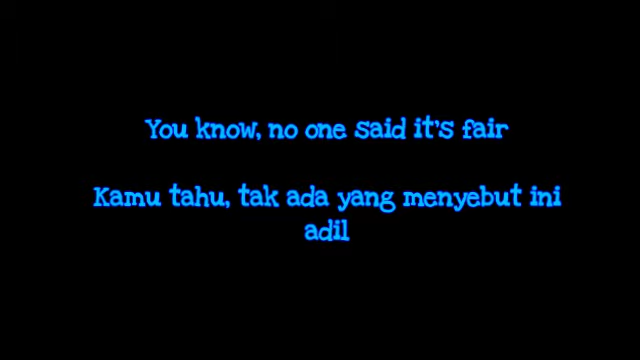 You know, no one said it's fair
Kamu tahu, tak ada yang menyebut ini
adil